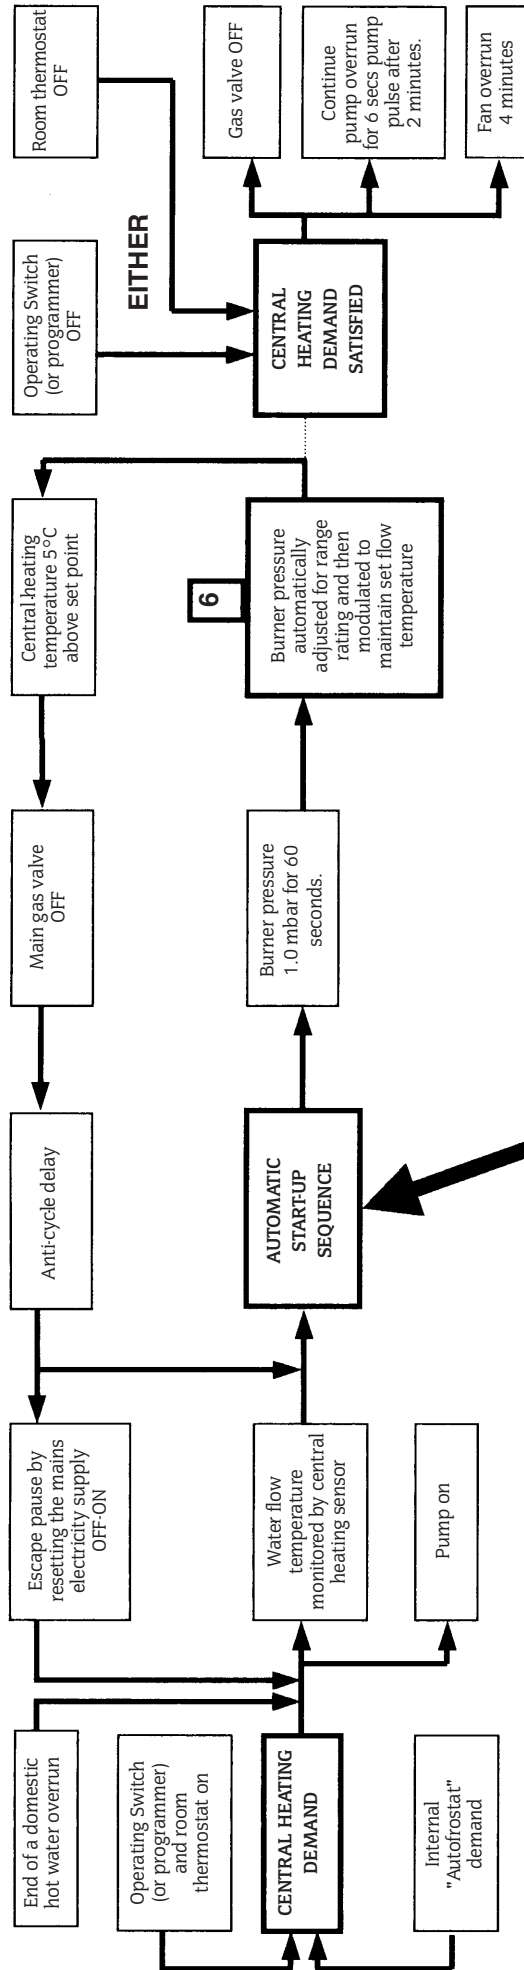 End of a domestic
hot water overrun
Operating Switch
(or programmer)
and room
thermostat on
CENTRAL HEATING
DEMAND
Internal
"Autofrostat"
demand
Escape pause by
resetting the mains
electricity supply
OFF-ON
Water flow
temperature
monitored by central
heating sensor
Pump on
Anti-cycle delay
AUTOMATIC
START-UP
SEQUENCE
Main gas valve
OFF
Burner pressure
1.0 mbar for 60
seconds.
Central heating
temperature 5°C
above set point
6
Burner pressure
automatically
adjusted for range
rating and then
modulated to
maintain set flow
temperature
Operating Switch
(or programmer)
OFF
EITHER
Room thermostat
OFF
CENTRAL
HEATING
DEMAND
SATISFIED
Gas valve OFF
Continue
pump overrun
for 6 secs pump
pulse after
2 minutes.
Fan overrun
4 minutes